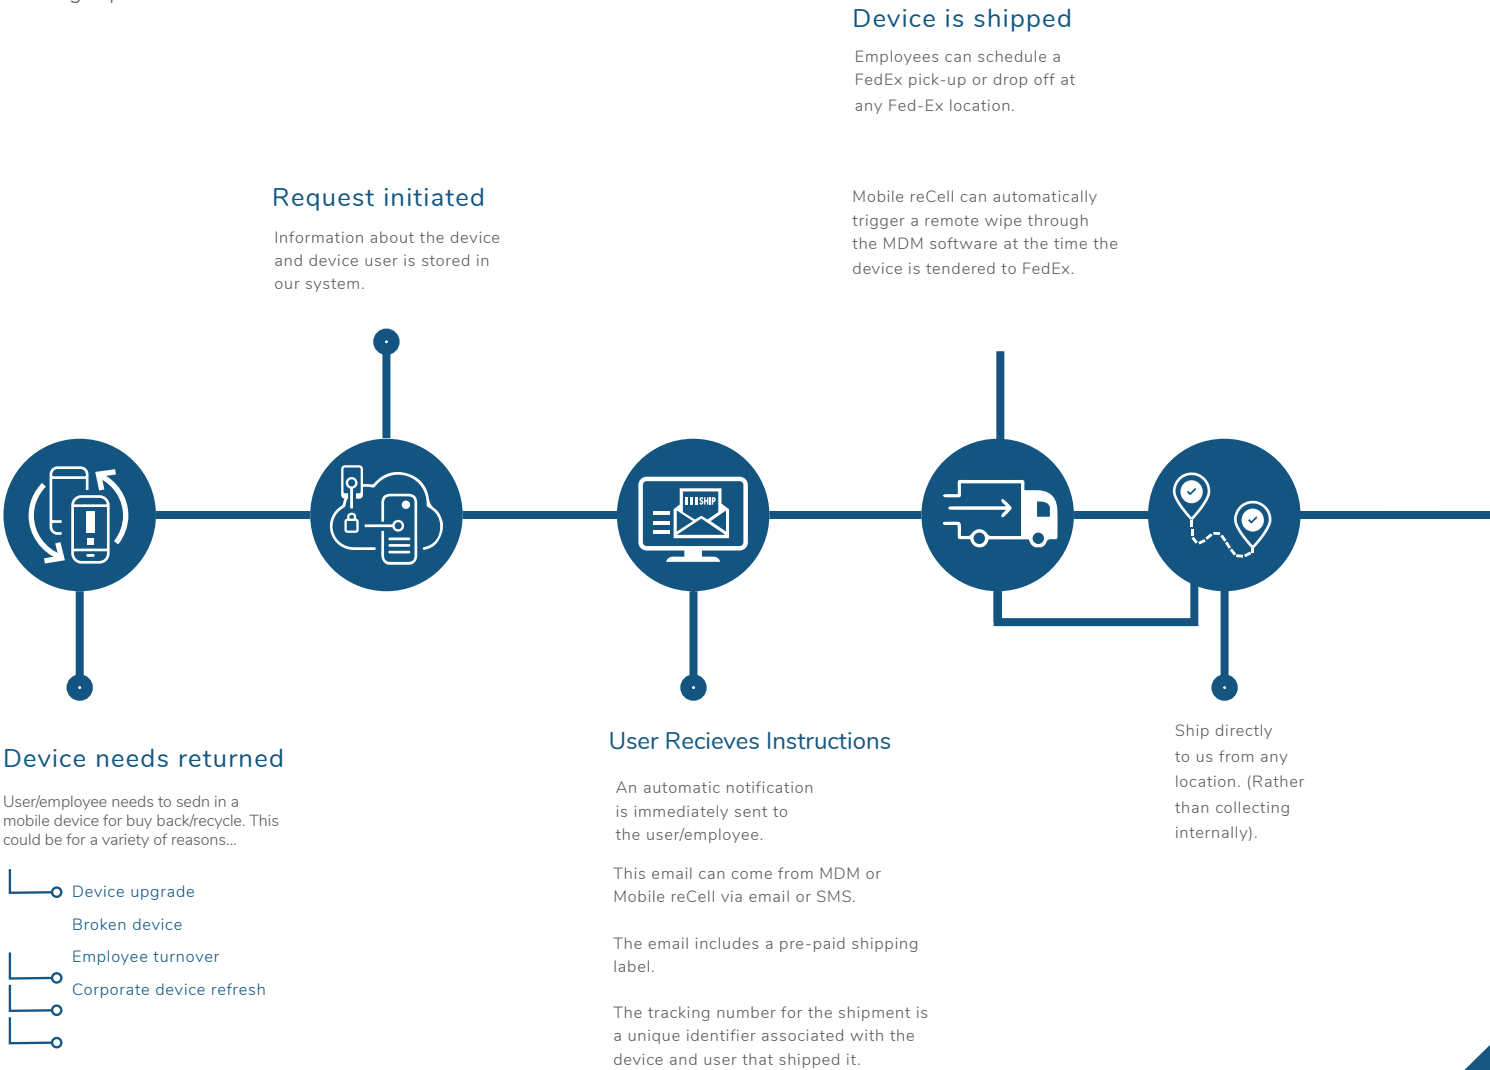 Device is shipped
Employees can schedule a
FedEx pick-up or drop off at
any Fed-Ex location.
Mobile reCell can automatically
trigger a remote wipe through
the MDM software at the time the
device is tendered to FedEx.
Request initiated
Information about the device
and device user is stored in
our system.
SHIP
Device needs returned
User/employee needs to sedn in a
mobile device for buy back/recycle. This
could be for a variety of reasons...
Device upgrade
Broken device
Employee turnover
Corporate device refresh
User Recieves Instructions
An automatic notification
is immediately sent to
the user/employee.
This email can come from MDM or
Mobile reCell via email or SMS.
The email includes a pre-paid shipping
label.
The tracking number for the shipment is
a unique identifier associated with the
device and user that shipped it.
Ship directly
to us from any
location. (Rather
than collecting
internally).